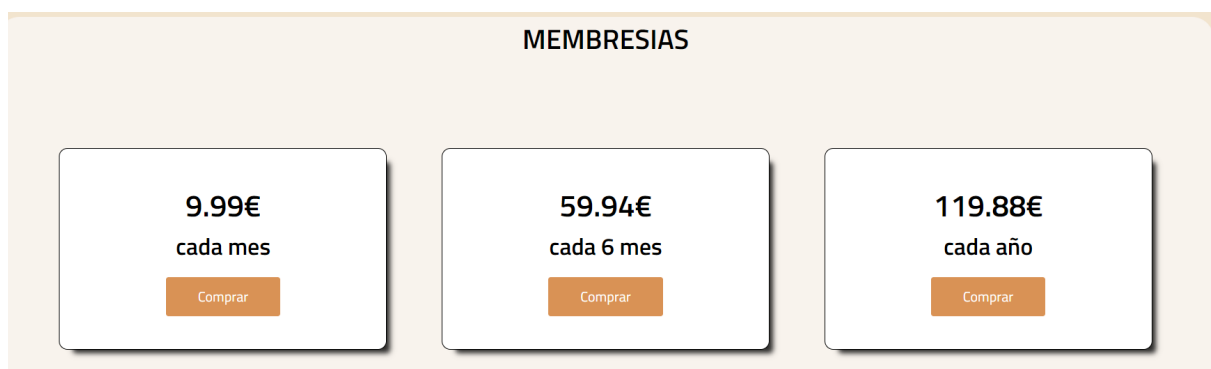 MEMBRESIAS
9.99€
cada mes
Comprar
59.94€
cada 6 mes
Comprar
119.88€
cada año
Comprar